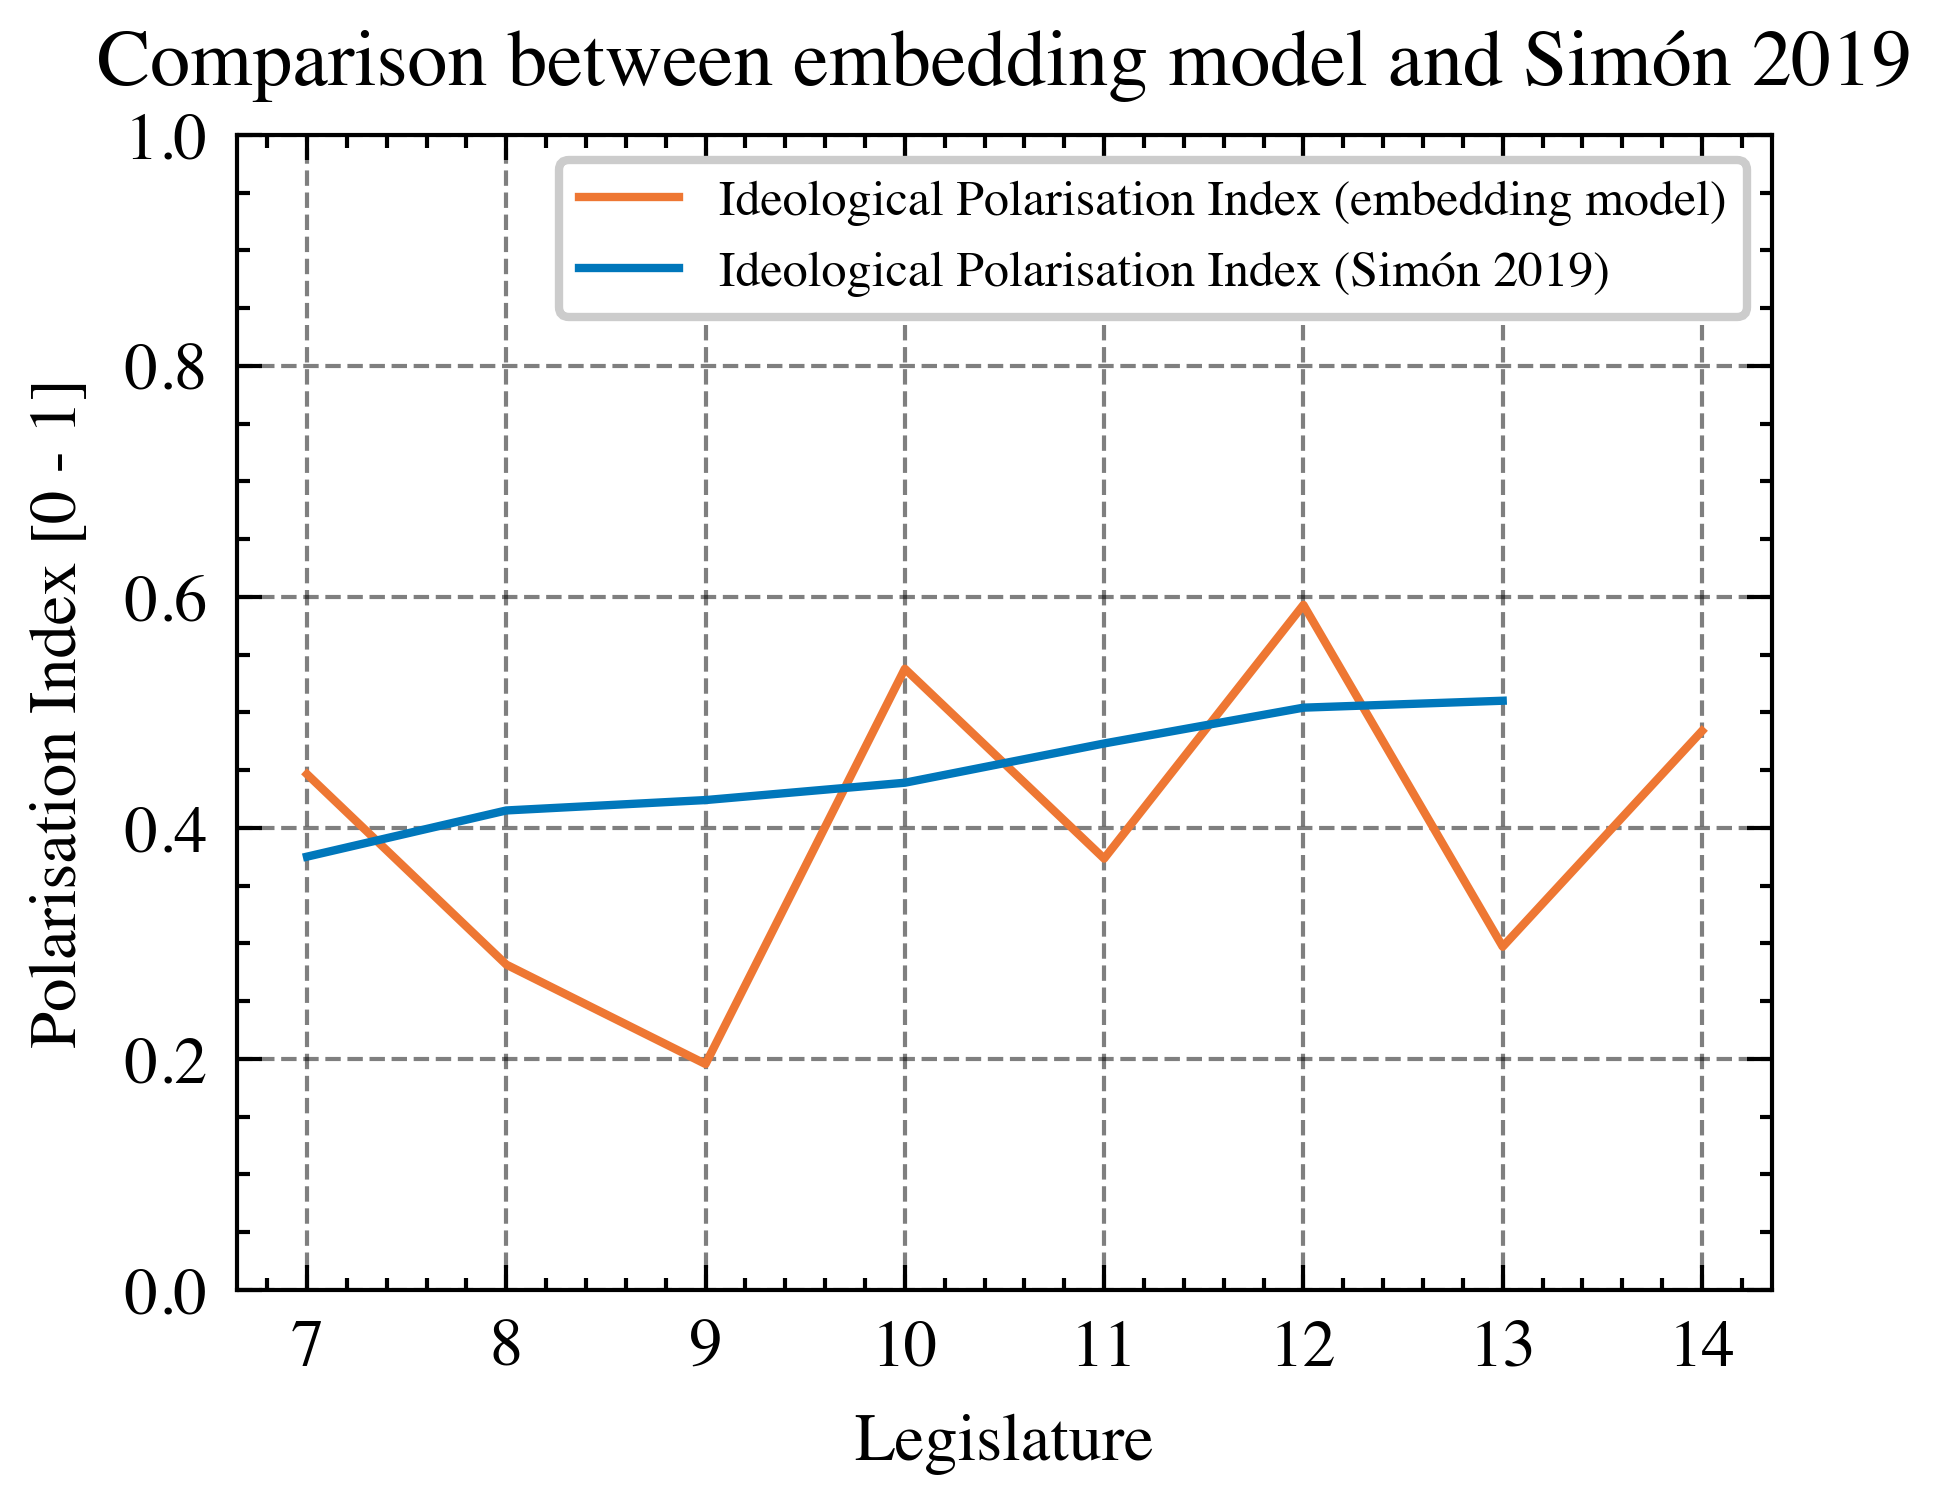 Comparison between embedding model and Simón 2019
Ideological Polarisation Index (embedding model)
Ideological Polarisation Index (Simón 2019)
Polarisation Index [0 - 1]
1.0
0.8
0.6
0.4
0.2
0.0
7 8 9 10 11 12 13 14
Legislature